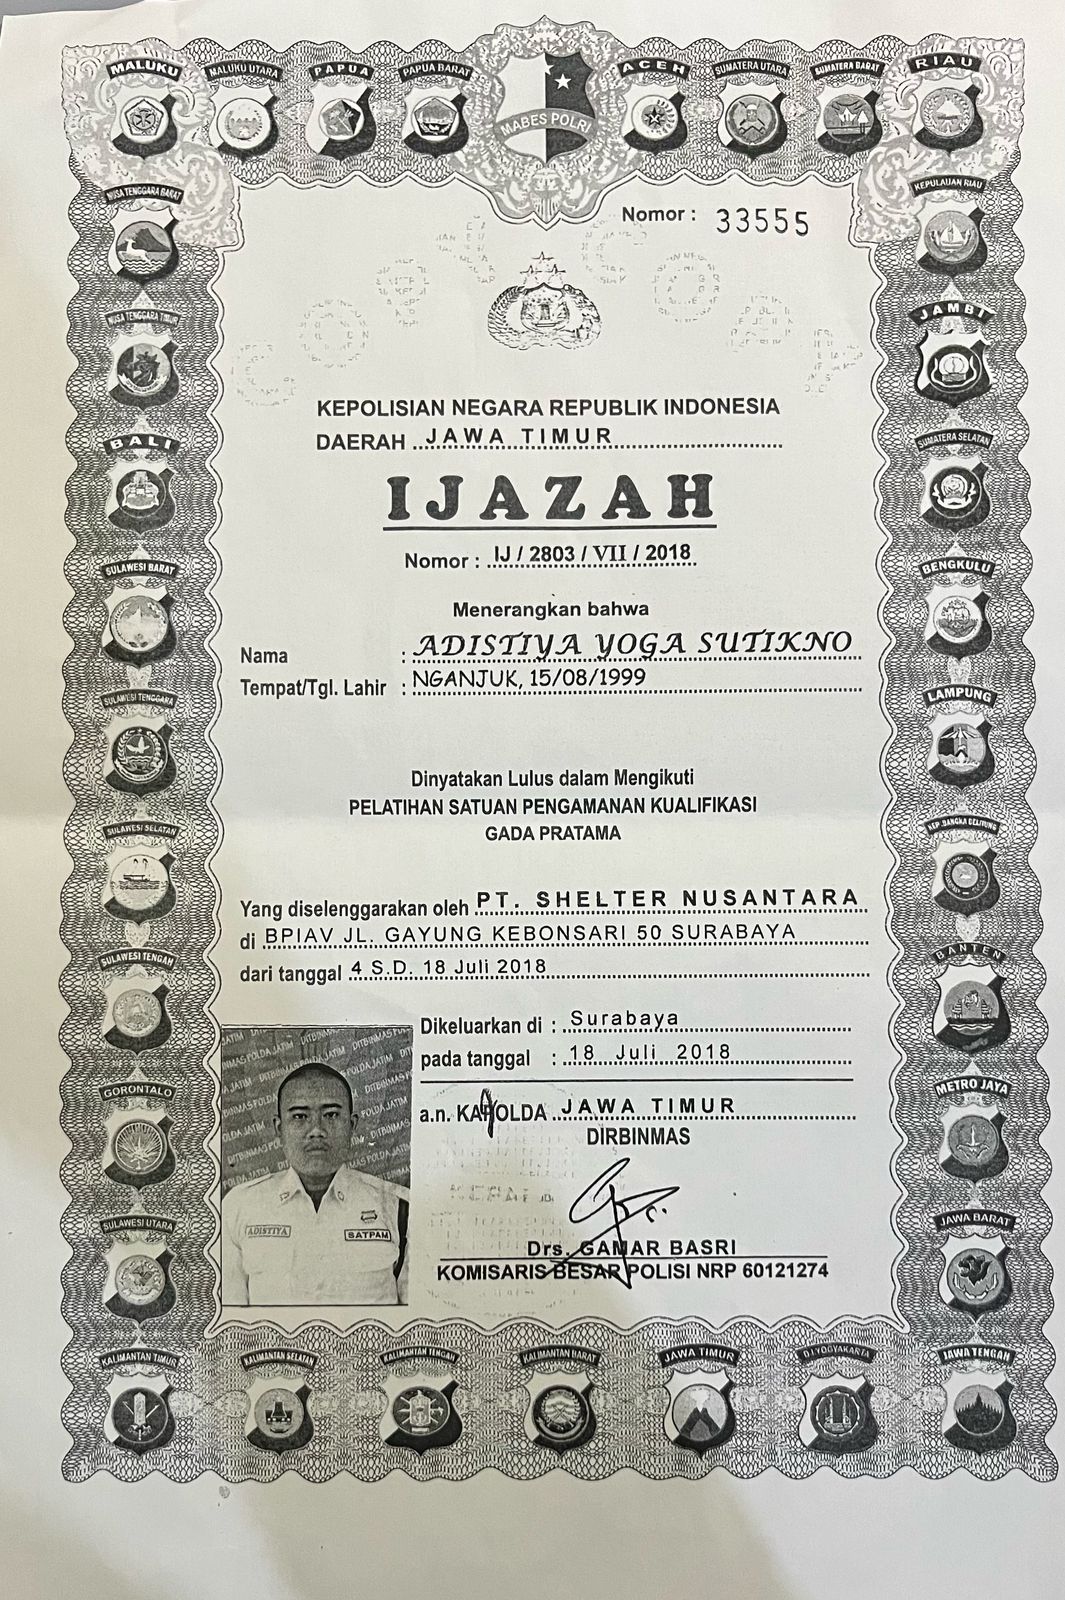 MALUKU
MALUKU UTARA
PAPUA
PAPUA BARAT
MABES POLRI
ACEH
SUMATERA UTARA
SUMATERA BARAT
RIAU
NUSA TENGGARA BARAT
KEPULAUAN RIAU
Nomor : 33555
NUSA TENGGARA TIMUR
JAMBI
KEPOLISIAN NEGARA REPUBLIK INDONESIA
DAERAH JAWA TIMUR
BALI
SUMATERA SELATAN
IJAZAH
Nomor : IJ / 2803 / VII / 2018
SULAWESI BARAT
BENGKULU
Menerangkan bahwa
Nama : ADISTIYA YOGA SUTIKNO
Tempat/Tgl. Lahir : NGANJUK, 15/08/1999
SULAWESI TENGGARA
LAMPUNG
Dinyatakan Lulus dalam Mengikuti
PELATIHAN SATUAN PENGAMANAN KUALIFIKASI
GADA PRATAMA
SULAWESI SELATAN
KEP. BANGKA BELITUNG
Yang diselenggarakan oleh PT. SHELTER NUSANTARA
di BPIAV JL. GAYUNG KEBONSARI 50 SURABAYA
dari tanggal 4 S.D. 18 Juli 2018
SULAWESI TENGAH
BANTEN
Dikeluarkan di : Surabaya
pada tanggal : 18 Juli 2018
DITBINMAS POLDA JATIM
GORONTALO
METRO JAYA
a.n. KAPOLDA JAWA TIMUR
DIRBINMAS
ADISTIYA
SATPAM
SULAWESI UTARA
JAWA BARAT
Drs. GAMAR BASRI
KOMISARIS BESAR POLISI NRP 60121274
KALIMANTAN TIMUR
KALIMANTAN SELATAN
KALIMANTAN TENGAH
KALIMANTAN BARAT
JAWA TIMUR
D.I YOGYAKARTA
JAWA TENGAH